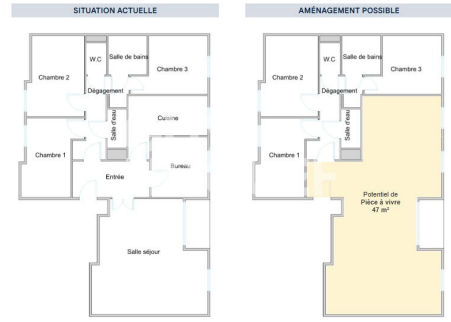 SITUATION ACTUELLE
W.C
Salle de bains
Chambre 2
Chambre 3
Dégagement
Salle d'eau
Cuisine
Chambre 1
Bureau
Entrée
Salle séjour
AMÉNAGEMENT POSSIBLE
W.C
Salle de bains
Chambre 2
Chambre 3
Dégagement
Salle d'eau
Chambre 1
Potentiel de
Pièce à vivre
47 m²